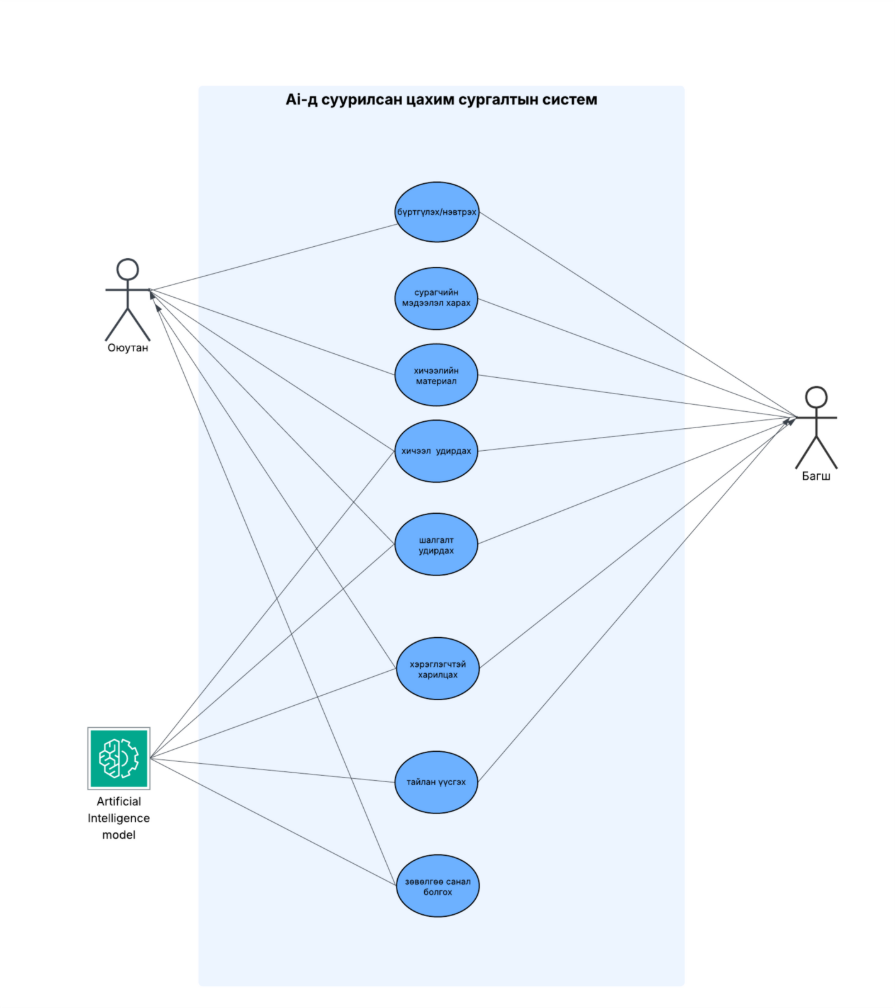 Ai-д суурилсан цахим сургалтын систем
бүртгүлэх/нэвтрэх
сурагчийн
мэдээлэл харах
Оюутан
хичээлийн
материал
хичээл удирдах
Багш
шалгалт
удирдах
хэрэглэгчтэй
харилцах
тайлан үүсгэх
Artificial
Intelligence
model
зөвөлгөө санал
болгох